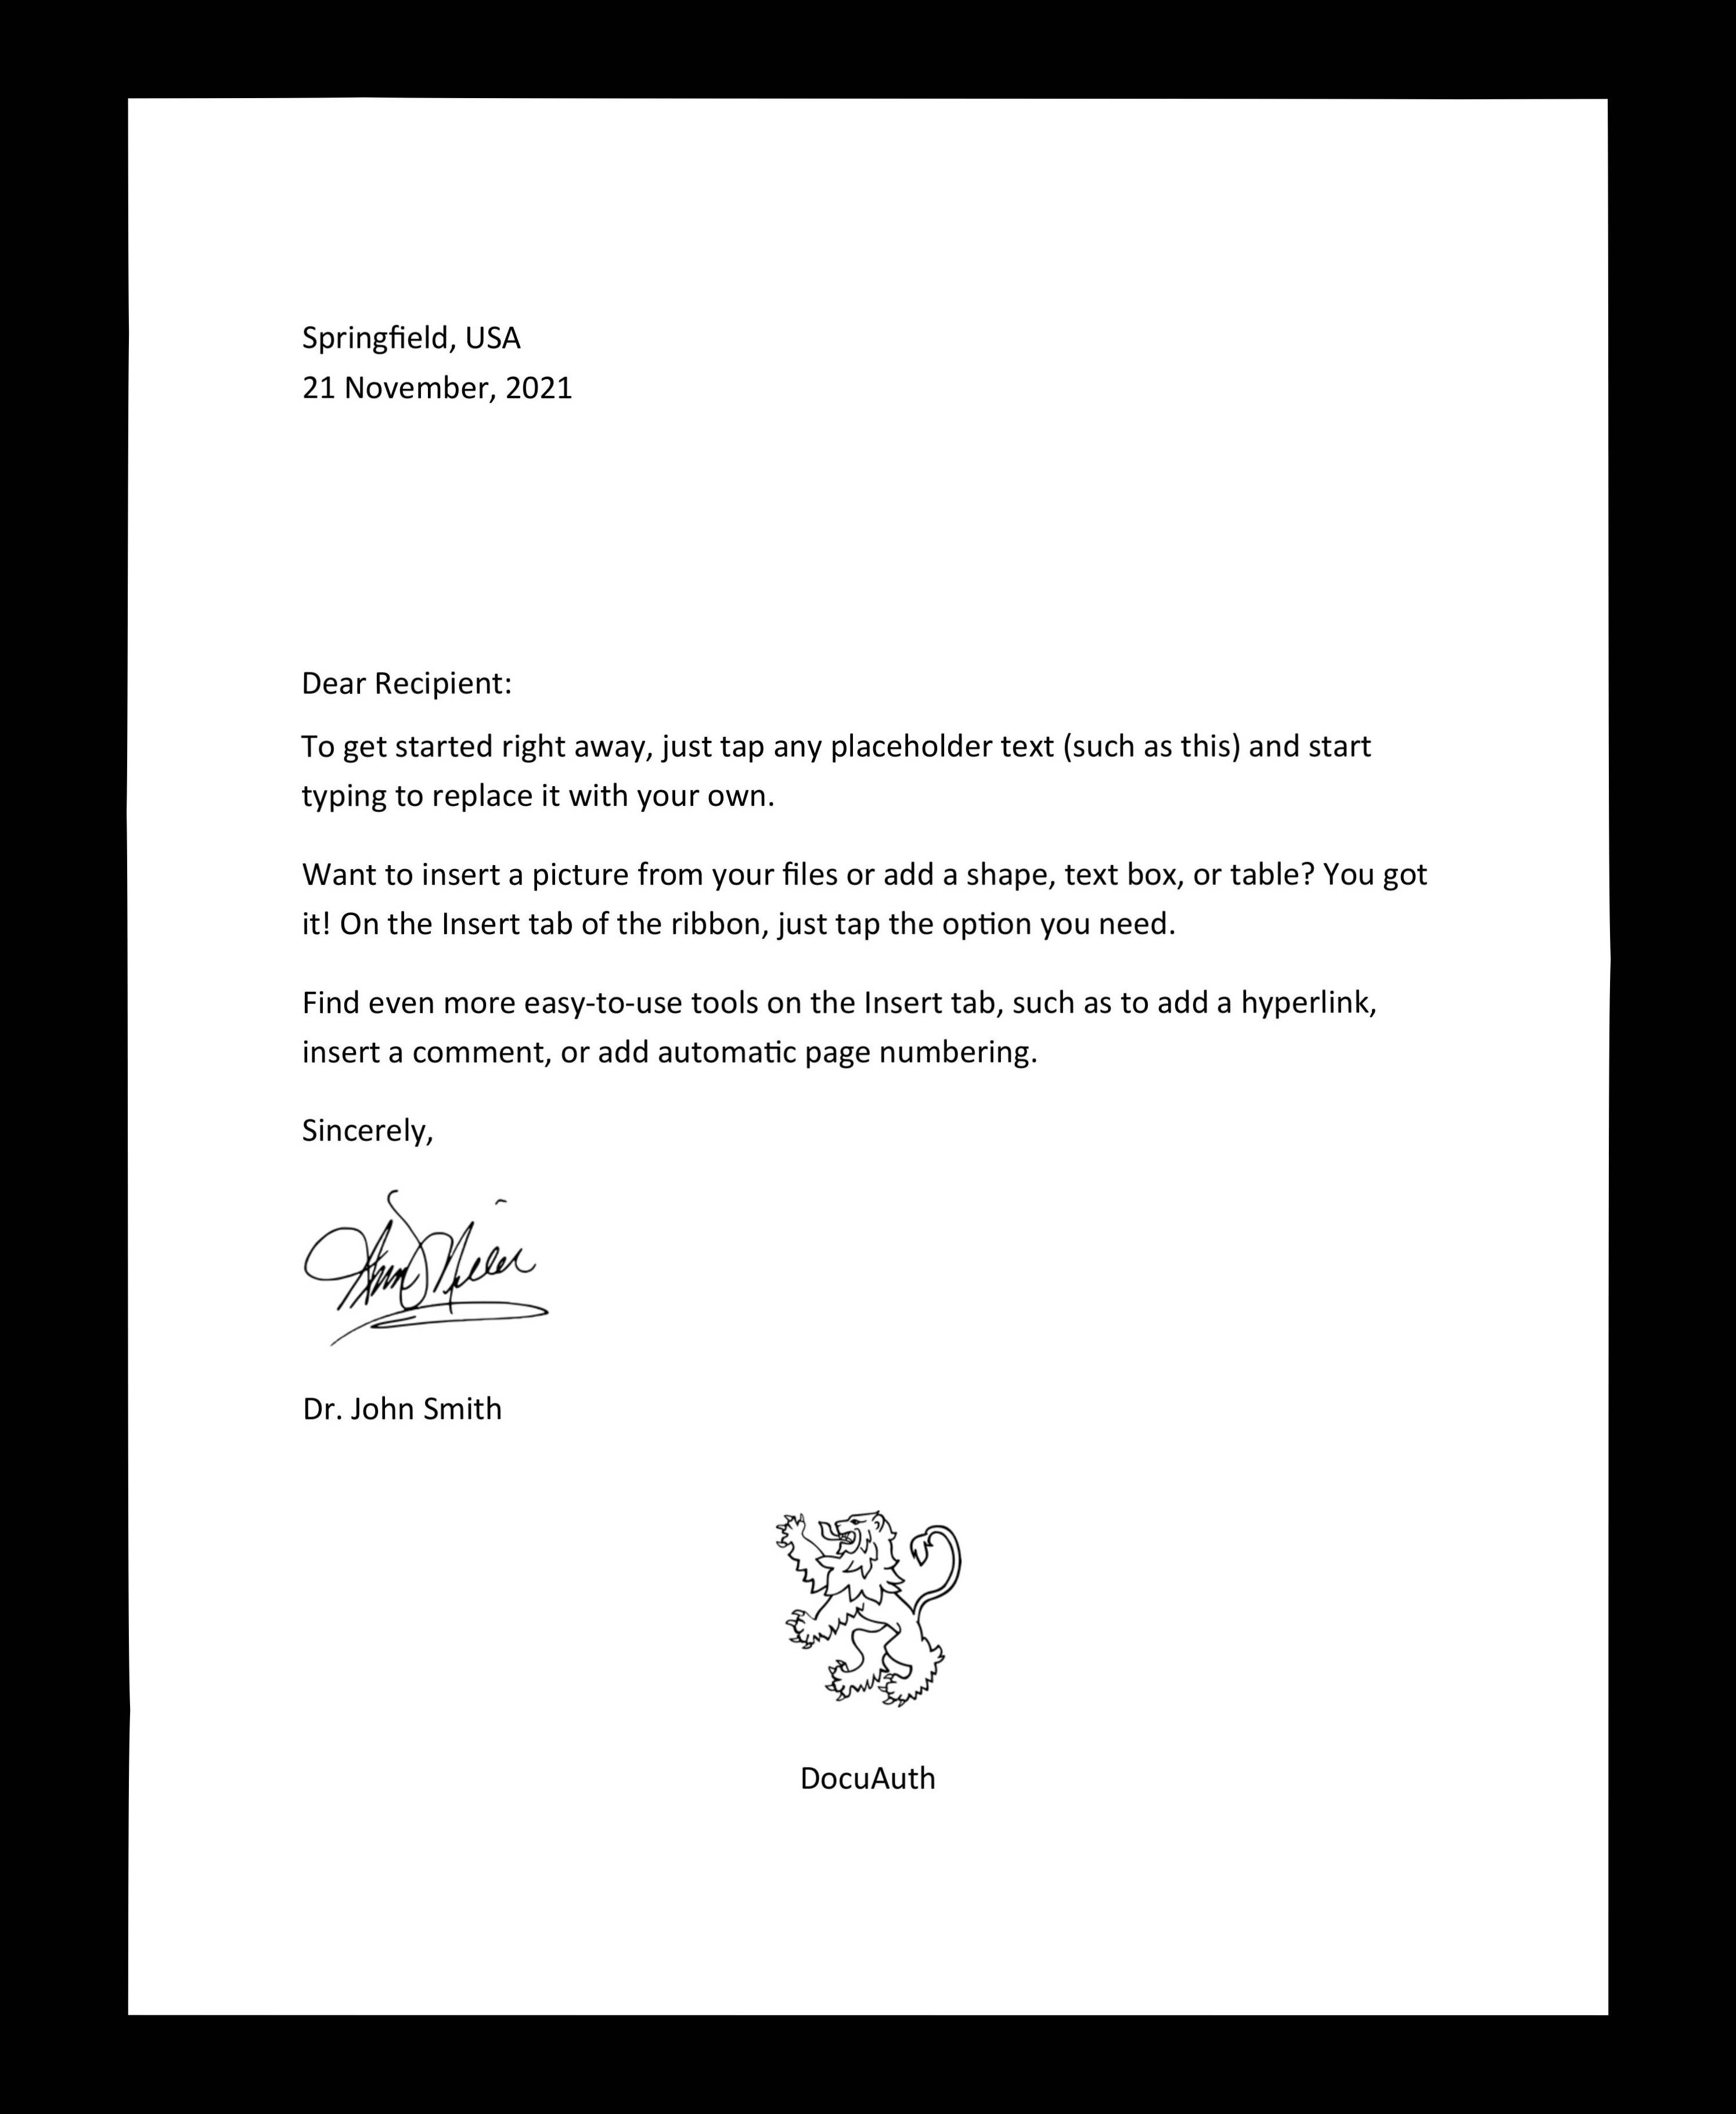 Springfield, USA
21 November, 2021
Dear Recipient:
To get started right away, just tap any placeholder text (such as this) and start
typing to replace it with your own.
Want to insert a picture from your files or add a shape, text box, or table? You got
it! On the Insert tab of the ribbon, just tap the option you need.
Find even more easy-to-use tools on the Insert tab, such as to add a hyperlink,
insert a comment, or add automatic page numbering.
Sincerely,
Dr. John Smith
DocuAuth